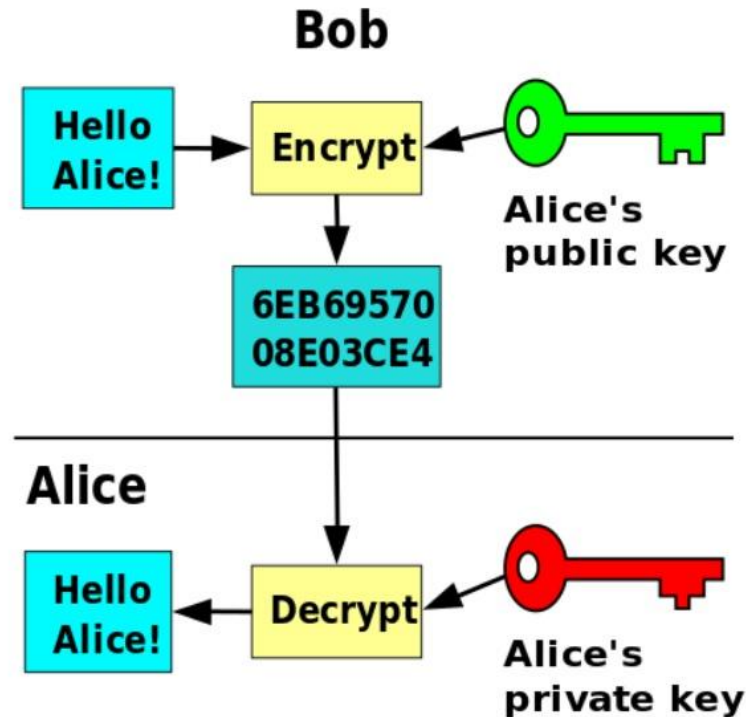 Bob
Hello
Alice!
Encrypt
Alice's
public key
6EB69570
08E03CE4
Alice
Hello
Alice!
Decrypt
Alice's
private key